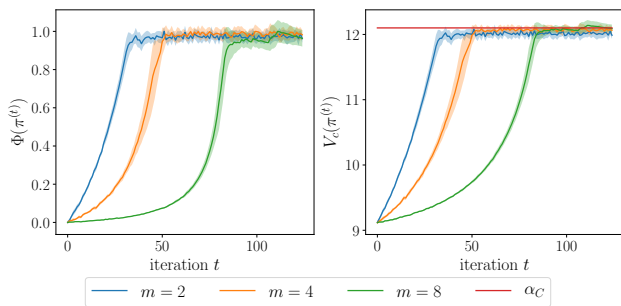 Φ(π⁽ᵗ⁾)
1.0
0.8
0.6
0.4
0.2
0.0
0
50
100
iteration t
V_c(π⁽ᵗ⁾)
12
11
10
9
0
50
100
iteration t
m = 2
m = 4
m = 8
α_C